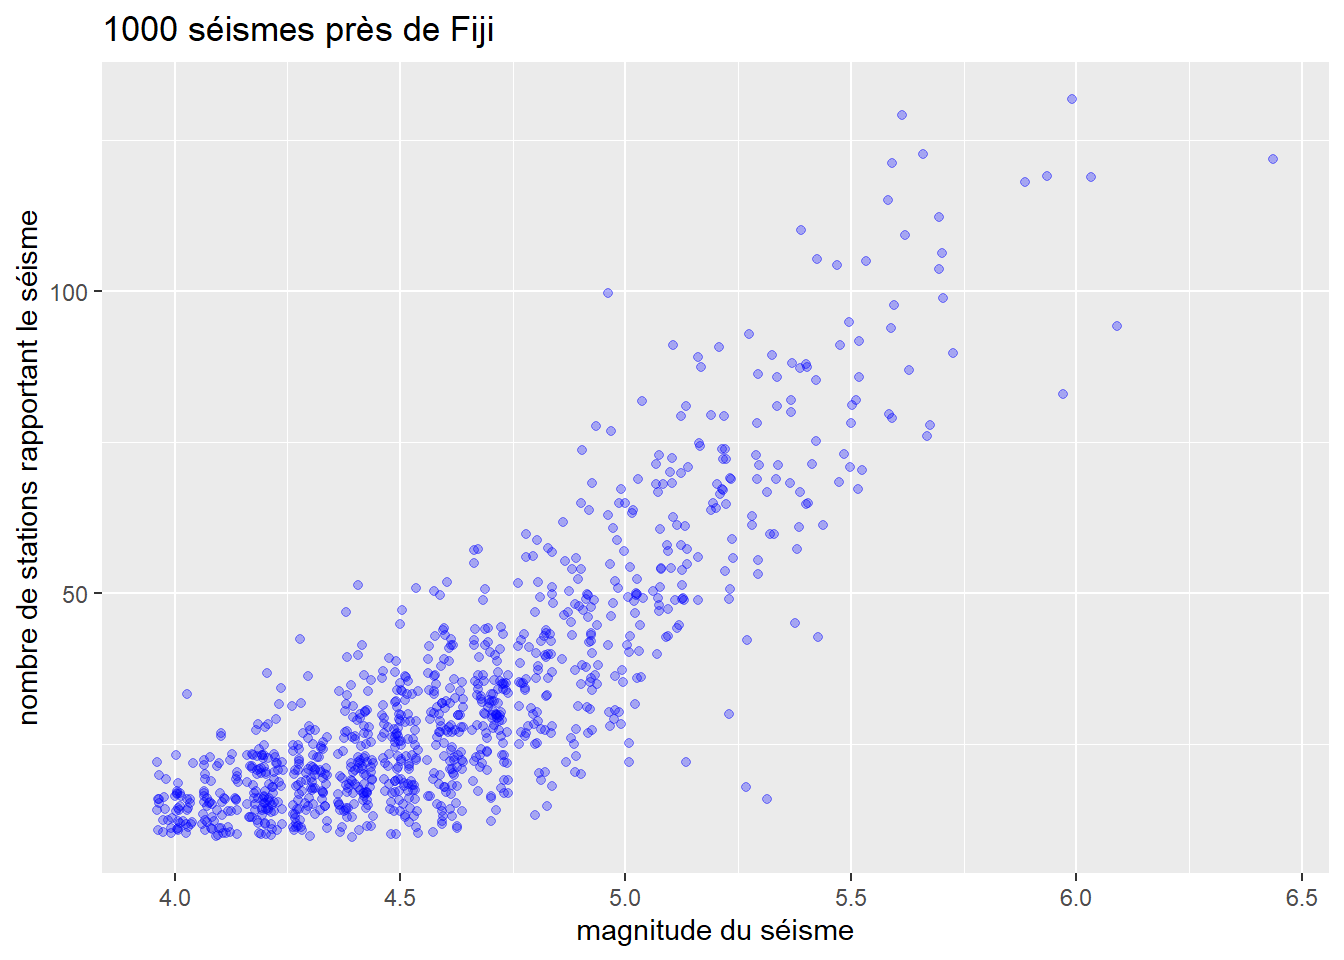 1000 séismes près de Fiji
nombre de stations rapportant le séisme
100
50
4.0 4.5 5.0 5.5 6.0 6.5
magnitude du séisme